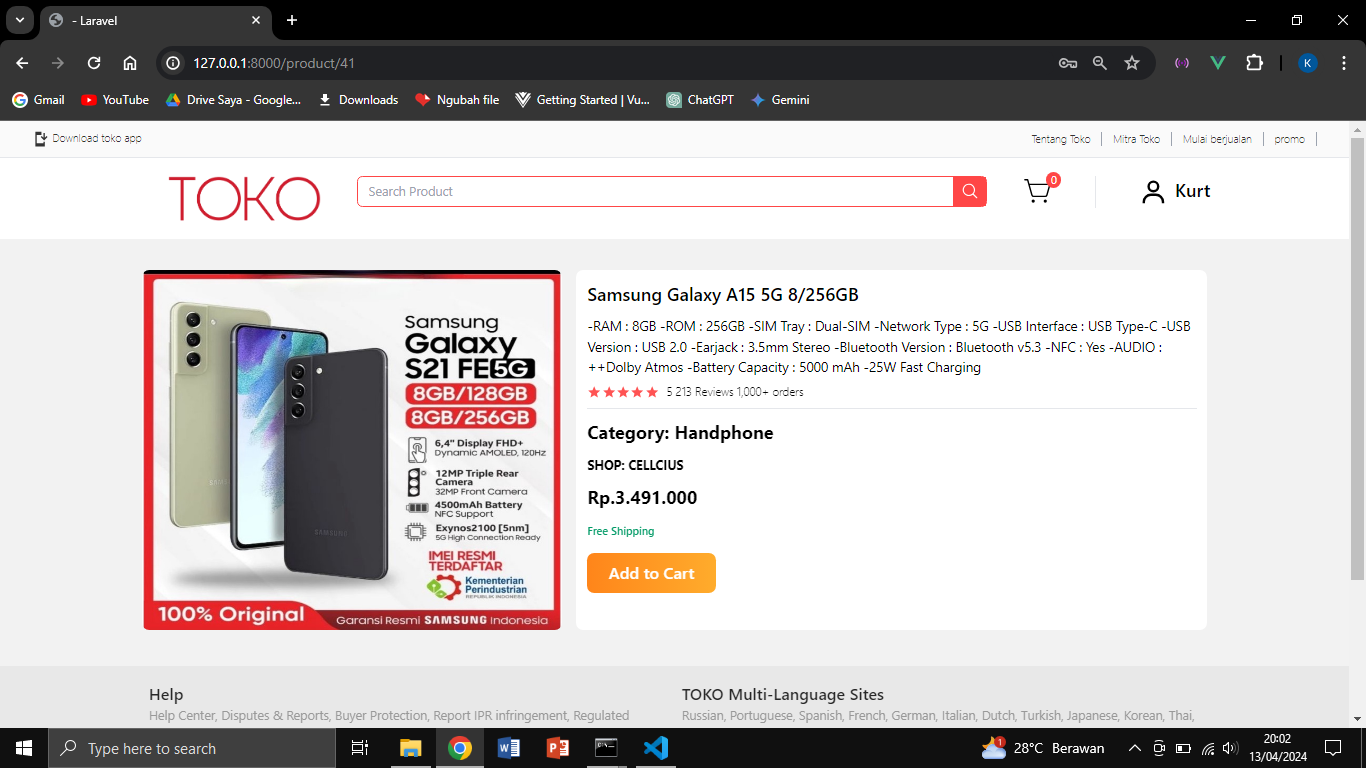 - Laravel
127.0.0.1:8000/product/41
K
Gmail
YouTube
Drive Saya - Google...
Downloads
Ngubah file
Getting Started | Vu...
ChatGPT
Gemini
Download toko app
Tentang Toko
Mitra Toko
Mulai berjualan
promo
TOKO
Search Product
0
Kurt
Samsung
Galaxy
S21 FE 5G
8GB/128GB
8GB/256GB
6,4" Display FHD+
Dynamic AMOLED, 120Hz
12MP Triple Rear
Camera
32MP Front Camera
4500mAh Battery
NFC Support
Exynos2100 [5nm]
5G High Connection Ready
IMEI RESMI
TERDAFTAR
Kementerian
Perindustrian
REPUBLIK INDONESIA
SAMSUNG
100% Original
Garansi Resmi SAMSUNG Indonesia
Samsung Galaxy A15 5G 8/256GB
-RAM : 8GB -ROM : 256GB -SIM Tray : Dual-SIM -Network Type : 5G -USB Interface : USB Type-C -USB
Version : USB 2.0 -Earjack : 3.5mm Stereo -Bluetooth Version : Bluetooth v5.3 -NFC : Yes -AUDIO :
++Dolby Atmos -Battery Capacity : 5000 mAh -25W Fast Charging
5 213 Reviews 1,000+ orders
Category: Handphone
SHOP: CELLCIUS
Rp.3.491.000
Free Shipping
Add to Cart
Help
Help Center, Disputes & Reports, Buyer Protection, Report IPR infringement, Regulated
TOKO Multi-Language Sites
Russian, Portuguese, Spanish, French, German, Italian, Dutch, Turkish, Japanese, Korean, Thai,
Type here to search
1
28°C Berawan
20:02
13/04/2024